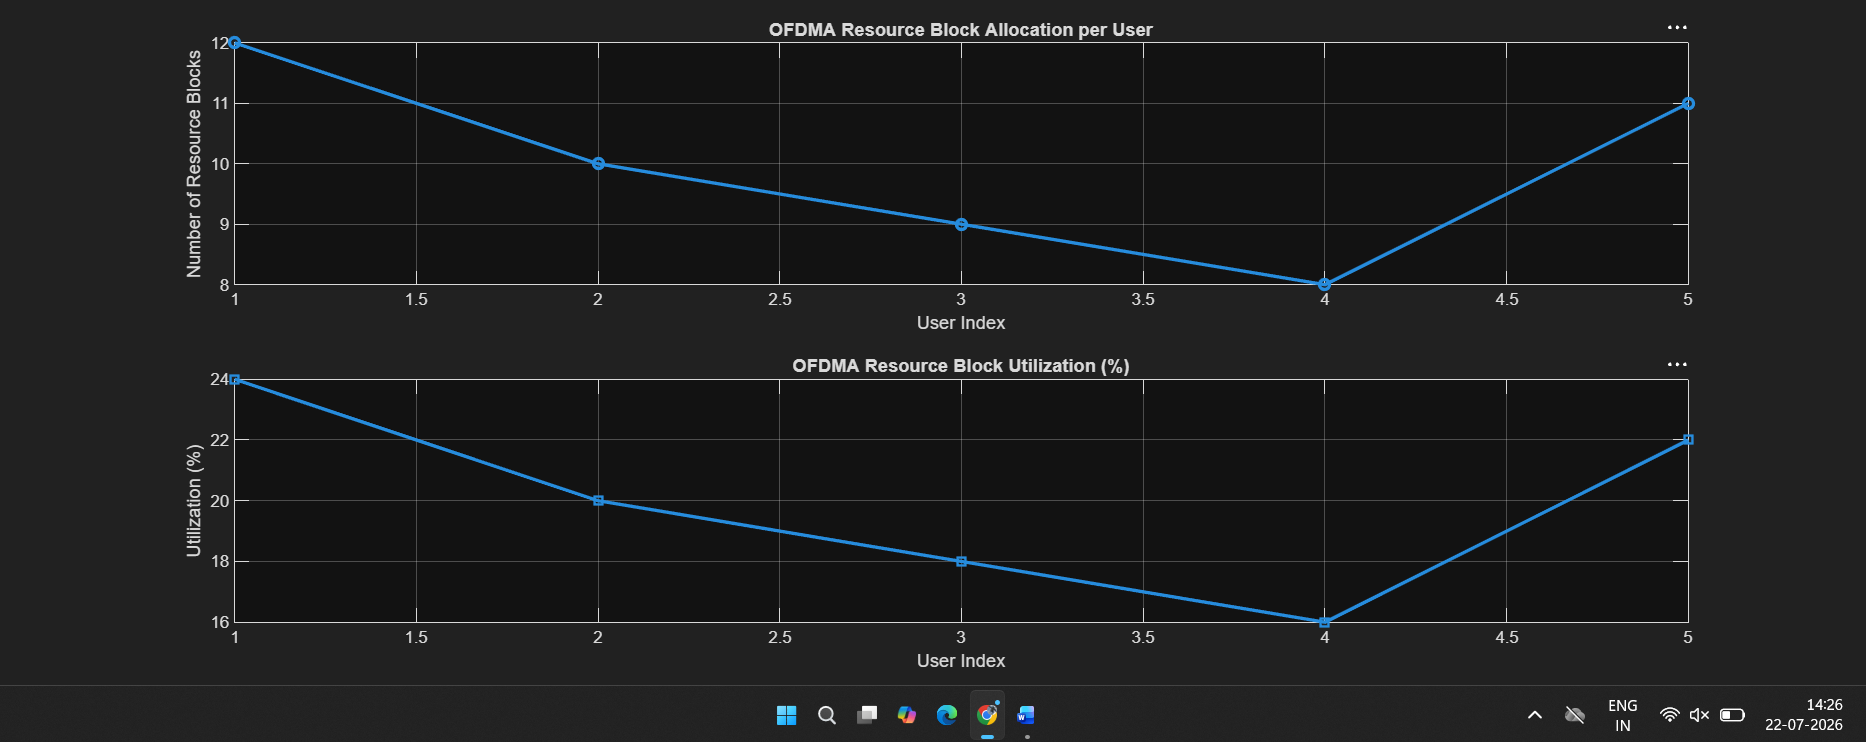 OFDMA Resource Block Allocation per User
Number of Resource Blocks
12
11
10
9
8
1 1.5 2 2.5 3 3.5 4 4.5 5
User Index
OFDMA Resource Block Utilization (%)
Utilization (%)
24
22
20
18
16
1 1.5 2 2.5 3 3.5 4 4.5 5
User Index
W
ENG
IN
14:26
22-07-2026